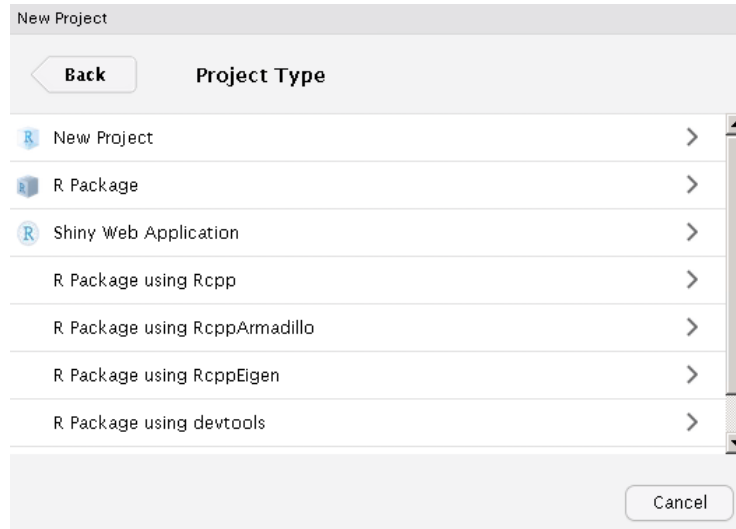 New Project
Back
Project Type
R New Project
R R Package
R Shiny Web Application
R Package using Rcpp
R Package using RcppArmadillo
R Package using RcppEigen
R Package using devtools
Cancel